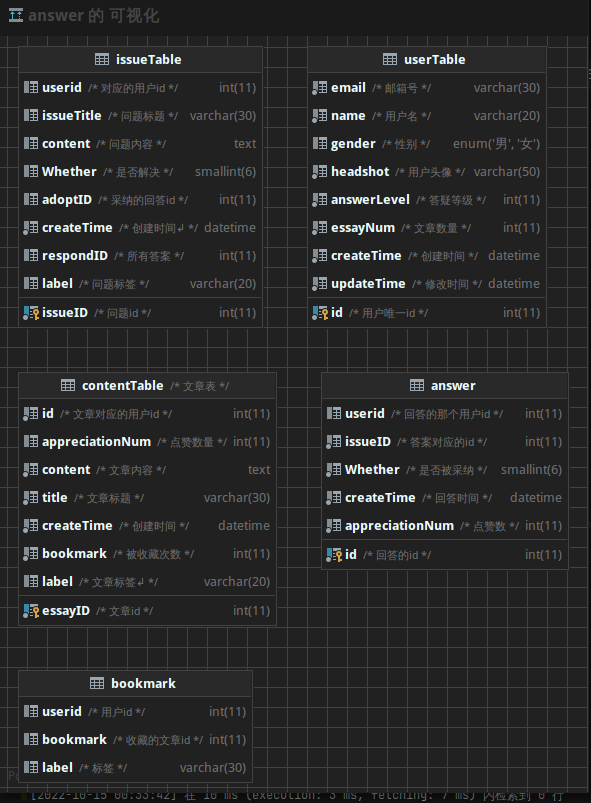 answer 的 可视化
issueTable
userid /* 对应的用户id */ int(11)
issueTitle /* 问题标题 */ varchar(30)
content /* 问题内容 */ text
Whether /* 是否解决 */ smallint(6)
adoptID /* 采纳的回答id */ int(11)
createTime /* 创建时间↲ */ datetime
respondID /* 所有答案 */ int(11)
label /* 问题标签 */ varchar(20)
issueID /* 问题id */ int(11)
userTable
email /* 邮箱号 */ varchar(30)
name /* 用户名 */ varchar(20)
gender /* 性别 */ enum('男', '女')
headshot /* 用户头像 */ varchar(50)
answerLevel /* 答疑等级 */ int(11)
essayNum /* 文章数量 */ int(11)
createTime /* 创建时间 */ datetime
updateTime /* 修改时间 */ datetime
id /* 用户唯一id */ int(11)
contentTable /* 文章表 */
id /* 文章对应的用户id */ int(11)
appreciationNum /* 点赞数量 */ int(11)
content /* 文章内容 */ text
title /* 文章标题 */ varchar(30)
createTime /* 创建时间 */ datetime
bookmark /* 被收藏次数 */ int(11)
label /* 文章标签↲ */ varchar(20)
essayID /* 文章id */ int(11)
answer
userid /* 回答的那个用户id */ int(11)
issueID /* 答案对应的id */ int(11)
Whether /* 是否被采纳 */ smallint(6)
createTime /* 回答时间 */ datetime
appreciationNum /* 点赞数 */ int(11)
id /* 回答的id */ int(11)
bookmark
userid /* 用户id */ int(11)
bookmark /* 收藏的文章id */ int(11)
label /* 标签 */ varchar(30)
[2022-10-15 00:33:42] 在 10 ms (execution: 3 ms, fetching: 7 ms) 内检索到 0 行